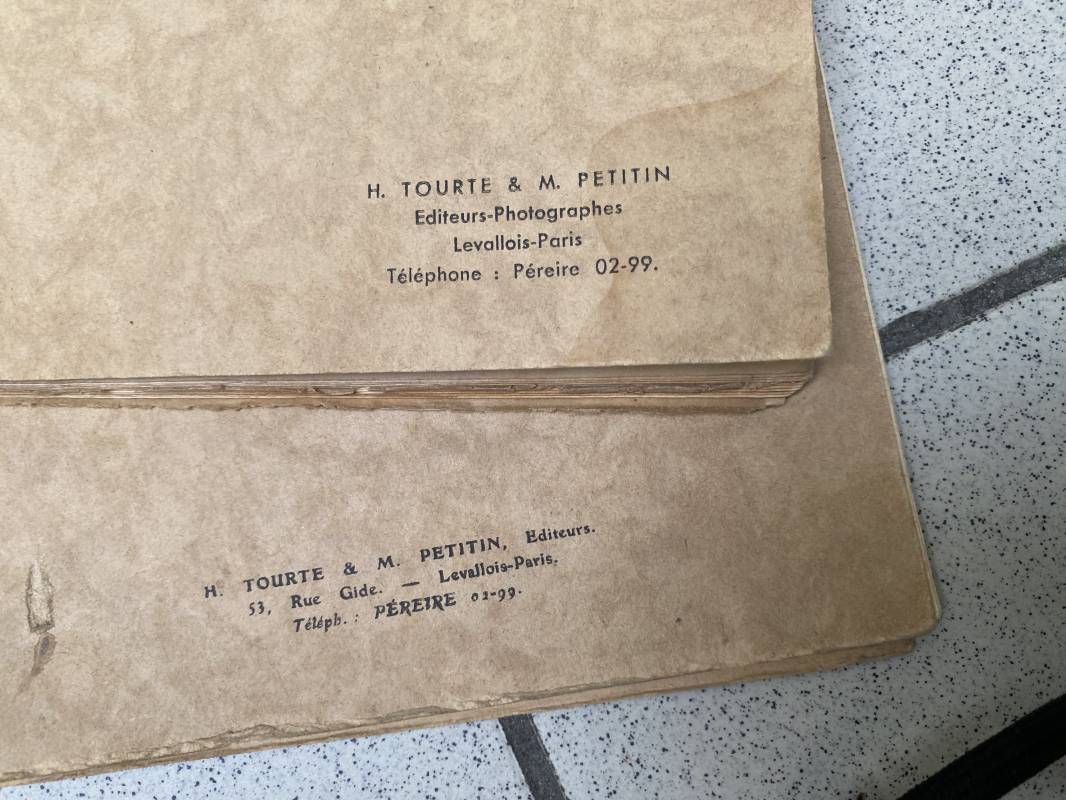 H. TOURTE & M. PETITIN
Editeurs-Photographes
Levallois-Paris
Téléphone : Péreire 02-99.
H. TOURTE & M. PETITIN, Editeurs.
53, Rue Gide. — Levallois-Paris.
Téléph. : PÉREIRE 02-99.